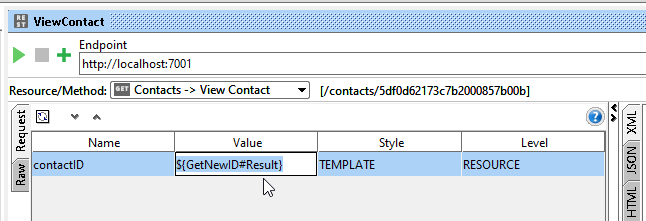 REST ViewContact
Endpoint
http://localhost:7001
Resource/Method: GET Contacts -> View Contact [/contacts/5df0d62173c7b2000857b00b]
Request
Raw
Name Value Style Level
contactID ${GetNewID#Result} TEMPLATE RESOURCE
XML
JSON
HTML